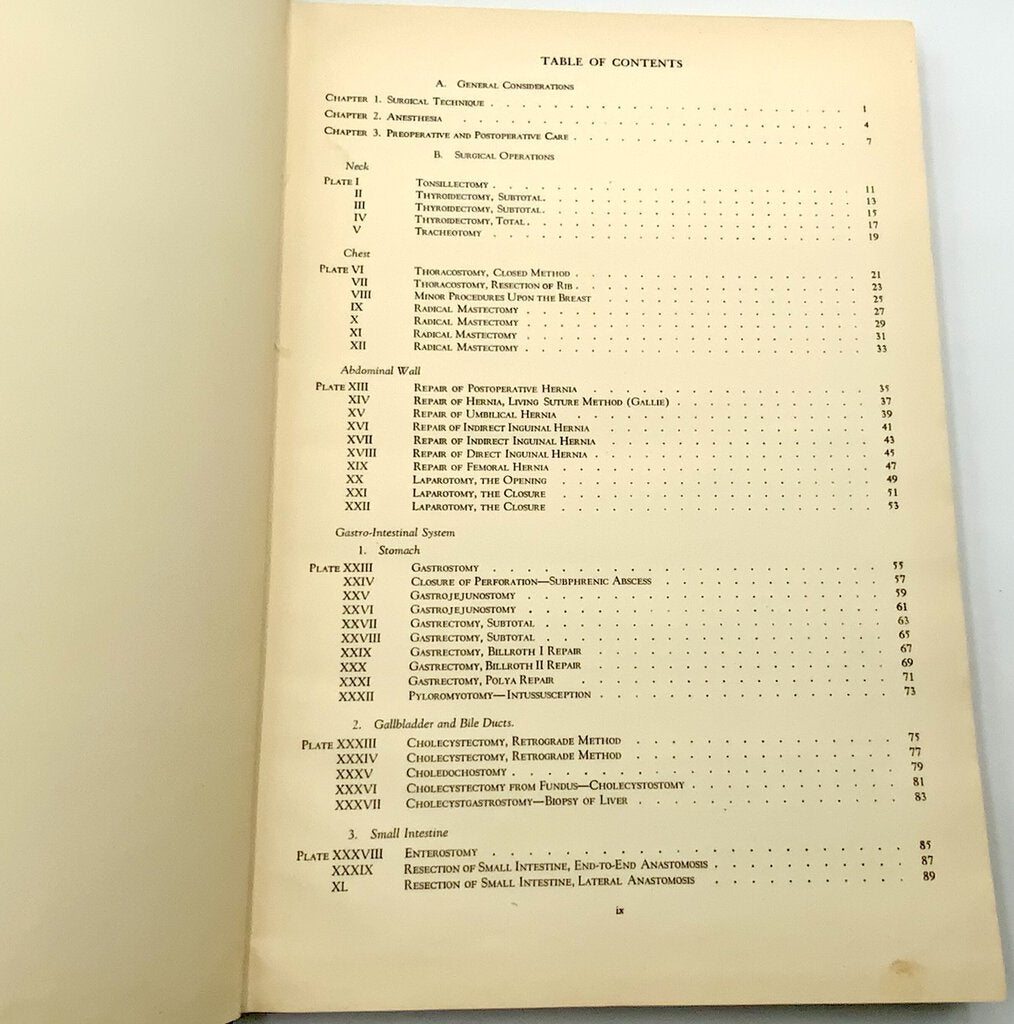 TABLE OF CONTENTS
A. General Considerations
Chapter 1. Surgical Technique . . . . . . . . . . 1
Chapter 2. Anesthesia . . . . . . . . . . 4
Chapter 3. Preoperative and Postoperative Care . . . . . . . . . . 7
B. Surgical Operations
Neck
Plate I Tonsillectomy . . . . . . . . . . 11
II Thyroidectomy, Subtotal . . . . . . . . . . 13
III Thyroidectomy, Subtotal . . . . . . . . . . 15
IV Thyroidectomy, Total . . . . . . . . . . 17
V Tracheotomy . . . . . . . . . . 19
Chest
Plate VI Thoracostomy, Closed Method . . . . . . . . . . 21
VII Thoracostomy, Resection of Rib . . . . . . . . . . 23
VIII Minor Procedures Upon the Breast . . . . . . . . . . 25
IX Radical Mastectomy . . . . . . . . . . 27
X Radical Mastectomy . . . . . . . . . . 29
XI Radical Mastectomy . . . . . . . . . . 31
XII Radical Mastectomy . . . . . . . . . . 33
Abdominal Wall
Plate XIII Repair of Postoperative Hernia . . . . . . . . . . 35
XIV Repair of Hernia, Living Suture Method (Gallie) . . . . . . . . . . 37
XV Repair of Umbilical Hernia . . . . . . . . . . 39
XVI Repair of Indirect Inguinal Hernia . . . . . . . . . . 41
XVII Repair of Indirect Inguinal Hernia . . . . . . . . . . 43
XVIII Repair of Direct Inguinal Hernia . . . . . . . . . . 45
XIX Repair of Femoral Hernia . . . . . . . . . . 47
XX Laparotomy, the Opening . . . . . . . . . . 49
XXI Laparotomy, the Closure . . . . . . . . . . 51
XXII Laparotomy, the Closure . . . . . . . . . . 53
Gastro-Intestinal System
1. Stomach
Plate XXIII Gastrostomy . . . . . . . . . . 55
XXIV Closure of Perforation—Subphrenic Abscess . . . . . . . . . . 57
XXV Gastrojejunostomy . . . . . . . . . . 59
XXVI Gastrojejunostomy . . . . . . . . . . 61
XXVII Gastrectomy, Subtotal . . . . . . . . . . 63
XXVIII Gastrectomy, Subtotal . . . . . . . . . . 65
XXIX Gastrectomy, Billroth I Repair . . . . . . . . . . 67
XXX Gastrectomy, Billroth II Repair . . . . . . . . . . 69
XXXI Gastrectomy, Polya Repair . . . . . . . . . . 71
XXXII Pyloromyotomy—Intussusception . . . . . . . . . . 73
2. Gallbladder and Bile Ducts.
Plate XXXIII Cholecystectomy, Retrograde Method . . . . . . . . . . 75
XXXIV Cholecystectomy, Retrograde Method . . . . . . . . . . 77
XXXV Choledochostomy . . . . . . . . . . 79
XXXVI Cholecystectomy from Fundus—Cholecystostomy . . . . . . . . . . 81
XXXVII Cholecystgastrostomy—Biopsy of Liver . . . . . . . . . . 83
3. Small Intestine
Plate XXXVIII Enterostomy . . . . . . . . . . 85
XXXIX Resection of Small Intestine, End-to-End Anastomosis . . . . . . . . . . 87
XL Resection of Small Intestine, Lateral Anastomosis . . . . . . . . . . 89
ix